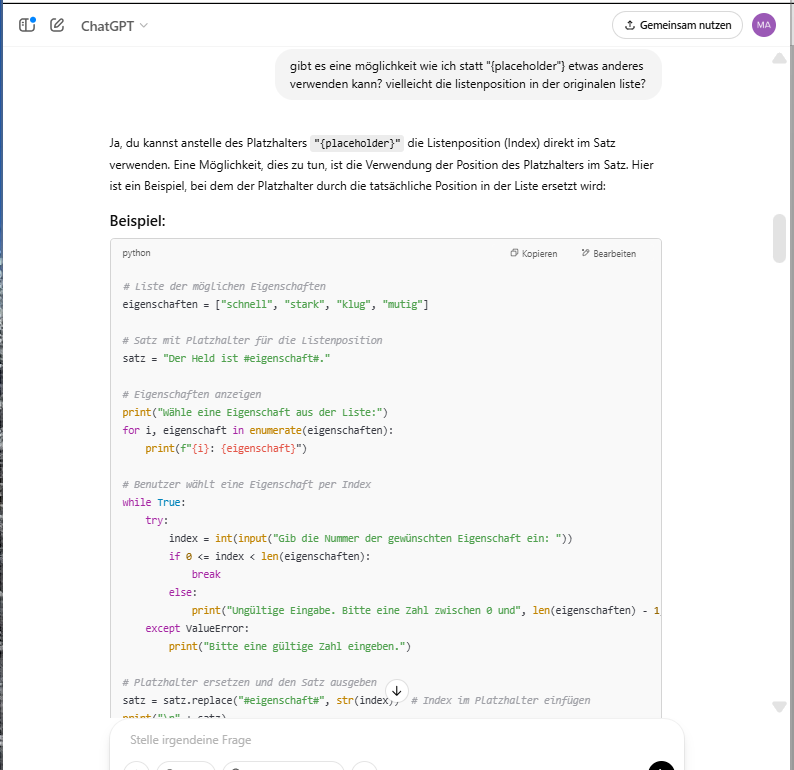 ChatGPT
Gemeinsam nutzen
MA
gibt es eine möglichkeit wie ich statt "{placeholder"} etwas anderes
verwenden kann? vielleicht die listenposition in der originalen liste?
Ja, du kannst anstelle des Platzhalters "{placeholder}" die Listenposition (Index) direkt im Satz
verwenden. Eine Möglichkeit, dies zu tun, ist die Verwendung der Position des Platzhalters im Satz. Hier
ist ein Beispiel, bei dem der Platzhalter durch die tatsächliche Position in der Liste ersetzt wird:
Beispiel:
python
Kopieren
Bearbeiten
# Liste der möglichen Eigenschaften
eigenschaften = ["schnell", "stark", "klug", "mutig"]
# Satz mit Platzhalter für die Listenposition
satz = "Der Held ist #eigenschaft#."
# Eigenschaften anzeigen
print("Wähle eine Eigenschaft aus der Liste:")
for i, eigenschaft in enumerate(eigenschaften):
    print(f"{i}: {eigenschaft}")
# Benutzer wählt eine Eigenschaft per Index
while True:
    try:
        index = int(input("Gib die Nummer der gewünschten Eigenschaft ein: "))
        if 0 <= index < len(eigenschaften):
            break
        else:
            print("Ungültige Eingabe. Bitte eine Zahl zwischen 0 und", len(eigenschaften) - 1
    except ValueError:
        print("Bitte eine gültige Zahl eingeben.")
# Platzhalter ersetzen und den Satz ausgeben
satz = satz.replace("#eigenschaft#", str(index)) # Index im Platzhalter einfügen
print("\n" + satz)
Stelle irgendeine Frage